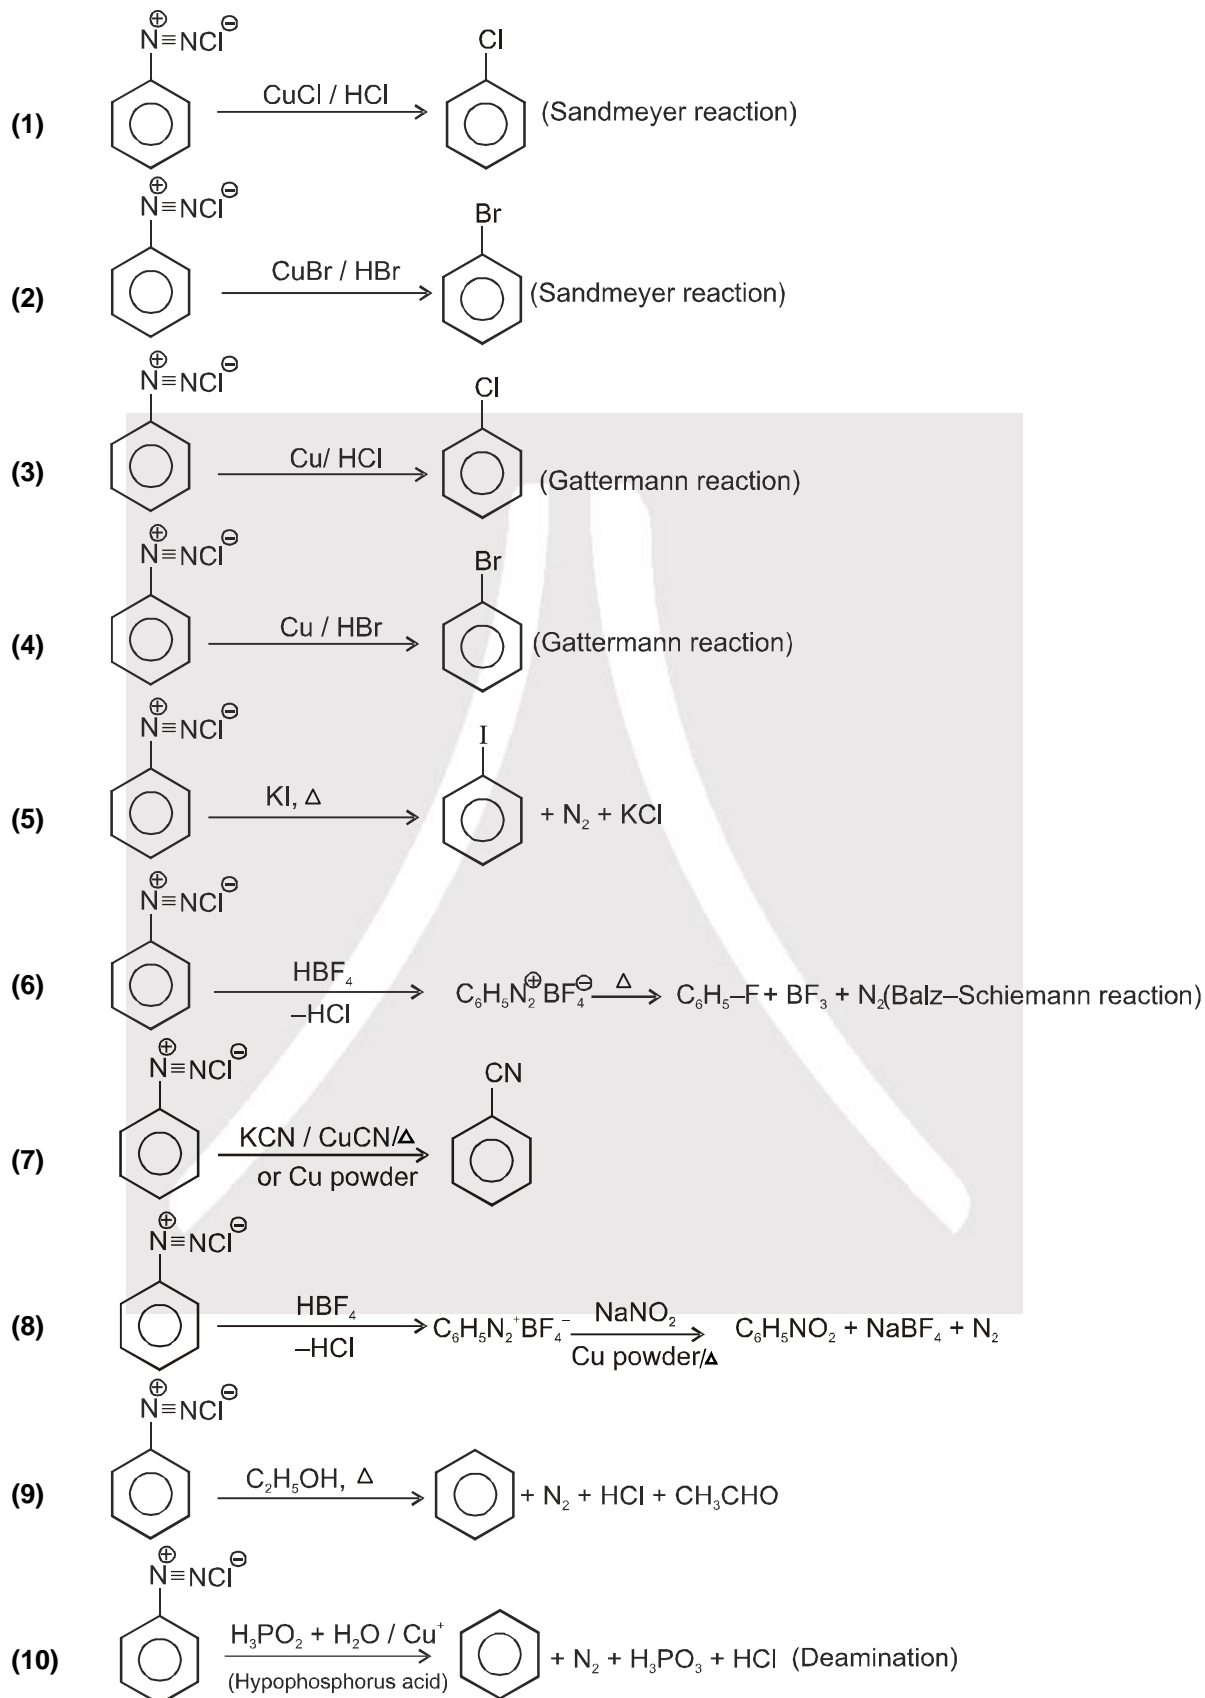 N⊕≡NCl⊖
Cl
(1) CuCl / HCl (Sandmeyer reaction)
N⊕≡NCl⊖
Br
(2) CuBr / HBr (Sandmeyer reaction)
N⊕≡NCl⊖
Cl
(3) Cu/ HCl (Gattermann reaction)
N⊕≡NCl⊖
Br
(4) Cu / HBr (Gattermann reaction)
N⊕≡NCl⊖
I
(5) KI, Δ + N₂ + KCl
N⊕≡NCl⊖
(6) HBF₄ –HCl C₆H₅N₂⊕BF₄⊖ Δ C₆H₅–F + BF₃ + N₂(Balz–Schiemann reaction)
N⊕≡NCl⊖
CN
(7) KCN / CuCN/Δ or Cu powder
N⊕≡NCl⊖
(8) HBF₄ –HCl C₆H₅N₂⁺BF₄⁻ NaNO₂ Cu powder/Δ C₆H₅NO₂ + NaBF₄ + N₂
N⊕≡NCl⊖
(9) C₂H₅OH, Δ + N₂ + HCl + CH₃CHO
N⊕≡NCl⊖
(10) H₃PO₂ + H₂O / Cu⁺ (Hypophosphorus acid) + N₂ + H₃PO₃ + HCl (Deamination)